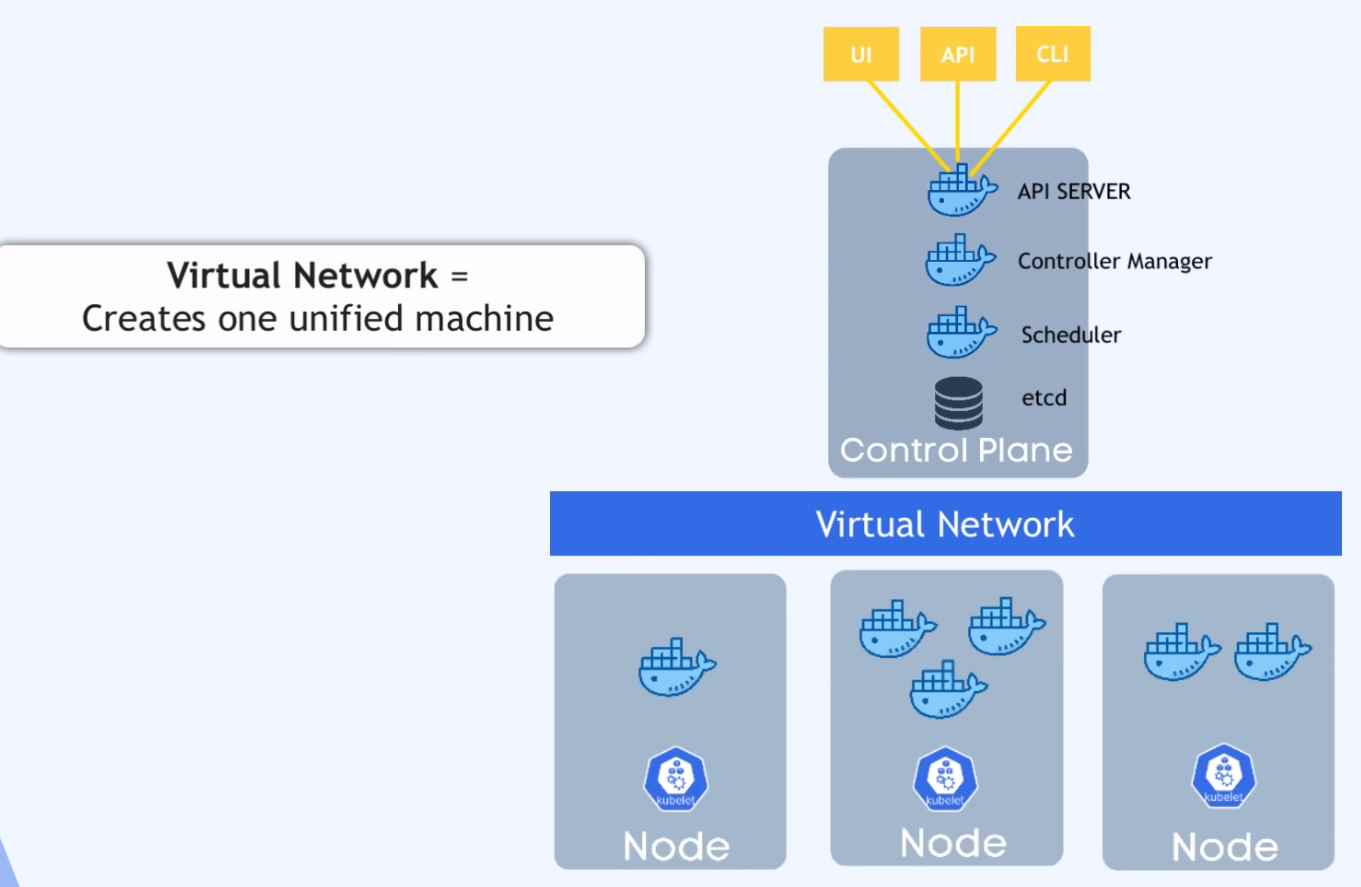 UI
API
CLI
API SERVER
Controller Manager
Scheduler
etcd
Control Plane
Virtual Network =
Creates one unified machine
Virtual Network
kubelet
Node
kubelet
Node
kubelet
Node